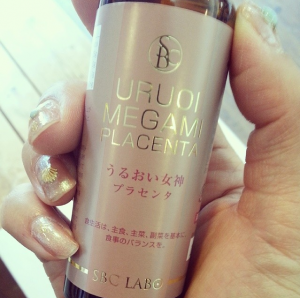 SBC
URUOI
MEGAMI
PLACENTA
うるおい女神
プラセンタ
食生活は、主食、主菜、副菜を基本に、
食事のバランスを。
SBC LABO